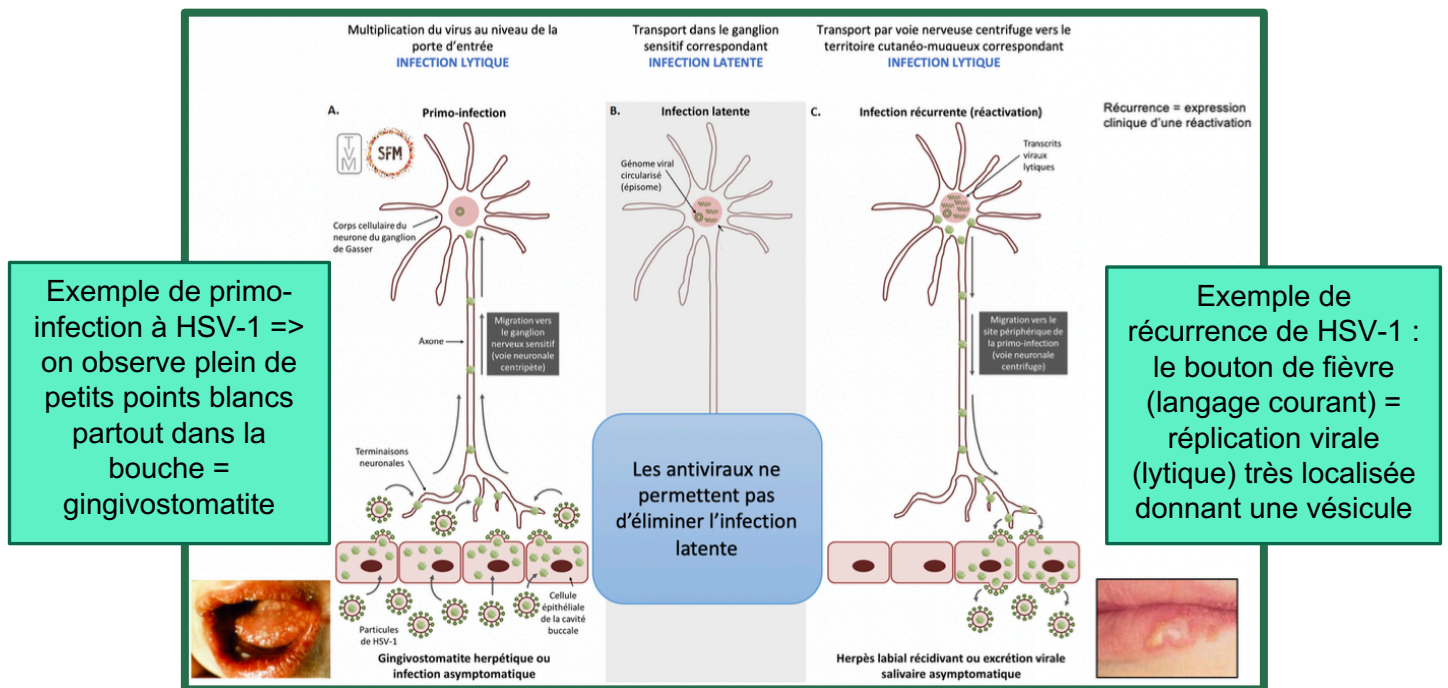 Multiplication du virus au niveau de la
porte d'entrée
INFECTION LYTIQUE
Transport dans le ganglion
sensitif correspondant
INFECTION LATENTE
Transport par voie nerveuse centrifuge vers le
territoire cutanéo-muqueux correspondant
INFECTION LYTIQUE
A.
Primo-infection
B.
Infection latente
C.
Infection récurrente (réactivation)
Récurrence = expression
clinique d'une réactivation
TVM
SFM
Corps cellulaire du
neurone du ganglion
de Gasser
Génome viral
circularisé
(épisome)
Transcrits
viraux
lytiques
Exemple de primo-
infection à HSV-1 =>
on observe plein de
petits points blancs
partout dans la
bouche =
gingivostomatite
Axone
Migration vers
le ganglion
nerveux sensitif
(voie neuronale
centripète)
Migration vers le
site périphérique de
la primo-infection
(voie neuronale
centrifuge)
Exemple de
récurrence de HSV-1 :
le bouton de fièvre
(langage courant) =
réplication virale
(lytique) très localisée
donnant une vésicule
Terminaisons
neuronales
Les antiviraux ne
permettent pas
d'éliminer l'infection
latente
Particules
de HSV-1
Cellule
épithéliale
de la cavité
buccale
Gingivostomatite herpétique ou
infection asymptomatique
Herpès labial récidivant ou excrétion virale
salivaire asymptomatique